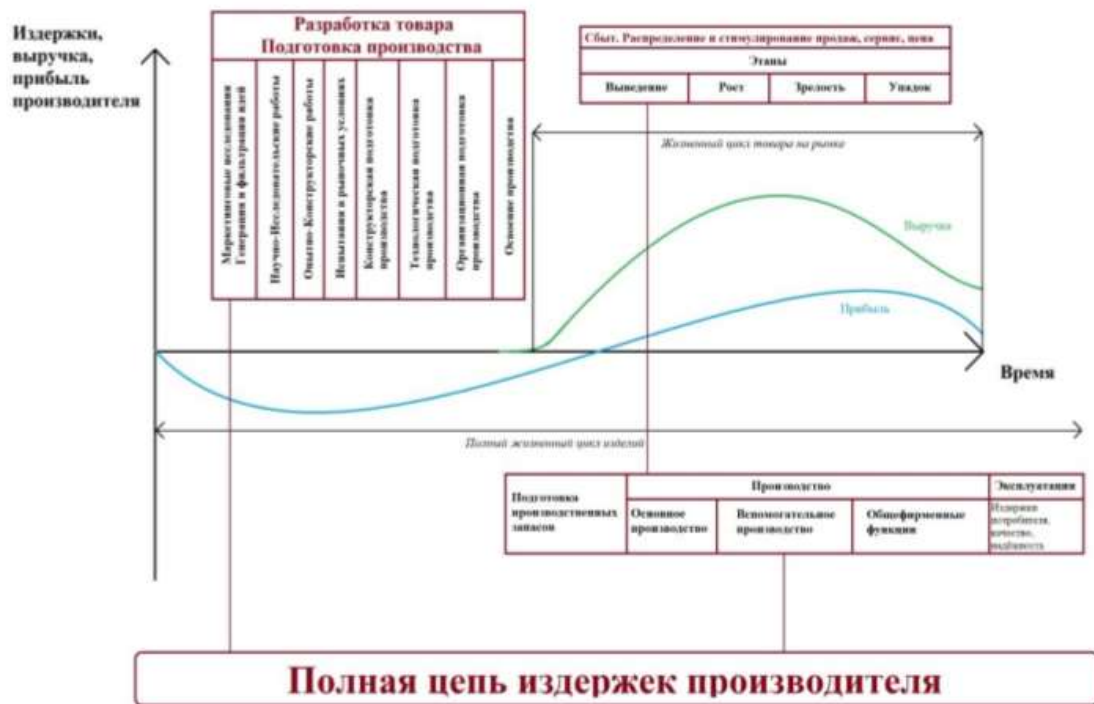 Издержки,
выручка,
прибыль
производителя
Разработка товара
Подготовка производства
Маркетинговые исследования
Генерация и фильтрация идей
Научно-Исследовательские работы
Опытно-Конструкторские работы
Испытания в рыночных условиях
Конструкторская подготовка
производства
Технологическая подготовка
производства
Организационная подготовка
производства
Основное производство
Сбыт. Распределение и стимулирование продаж, сервис, цена
Этапы
Выведение
Рост
Зрелость
Упадок
Жизненный цикл товара на рынке
Выручка
Прибыль
Время
Полный жизненный цикл изделий
Подготовка
производственных
запасов
Производство
Основное
производство
Вспомогательное
производство
Общефирменные
функции
Эксплуатация
Издержки
потребителя,
качество,
надёжность
Полная цепь издержек производителя